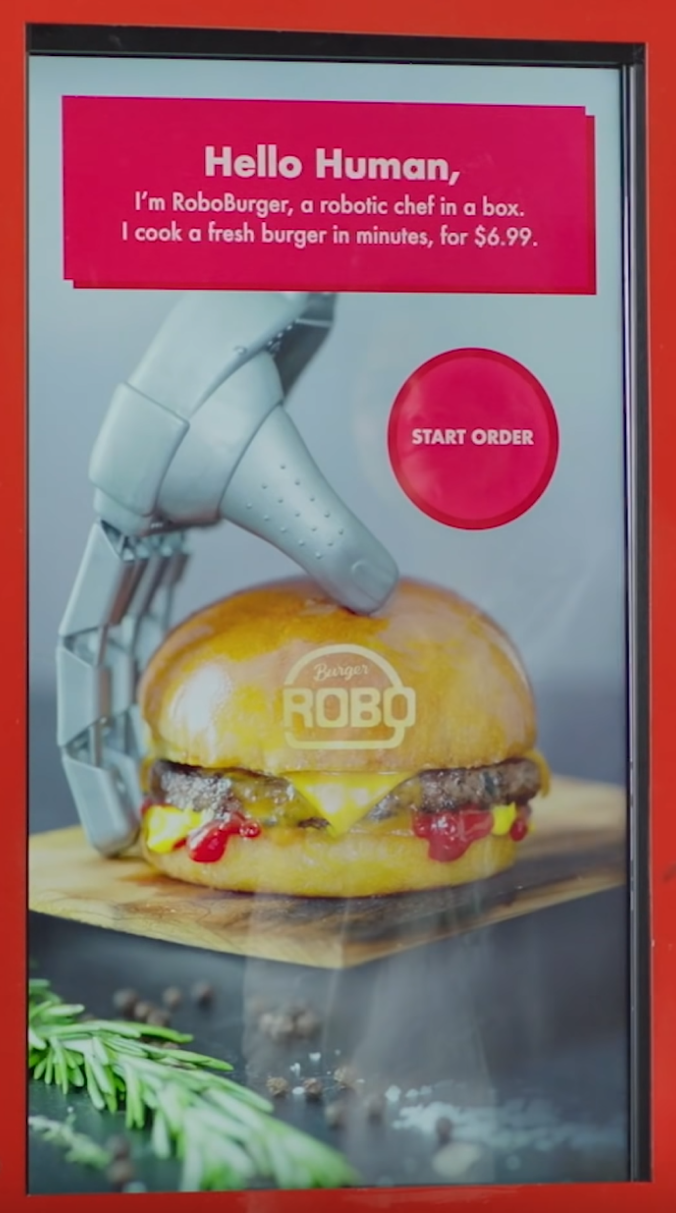 Hello Human,
I'm RoboBurger, a robotic chef in a box.
I cook a fresh burger in minutes, for $6.99.
START ORDER
Burger
ROBO